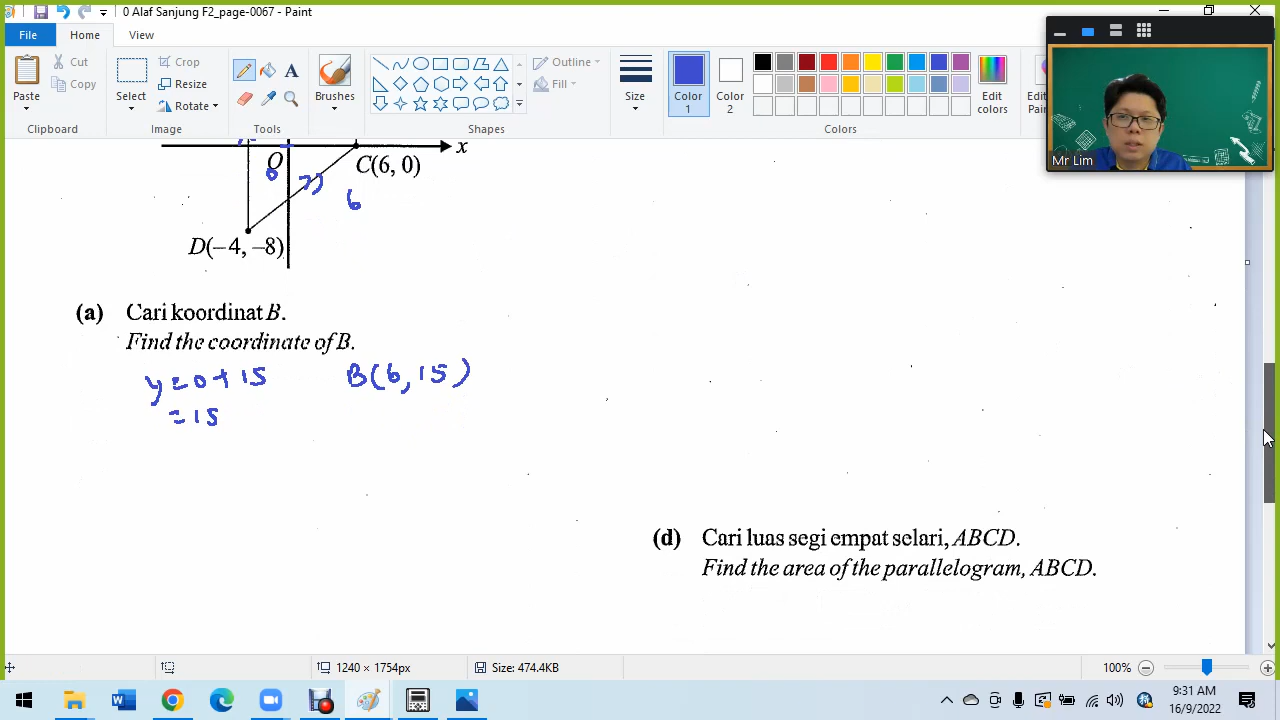 0 Alaf Sanjung F2_page-0067 - Paint
File Home View
Paste Cut Copy Select Crop Resize Rotate A Brushes Outline Fill Size Color 1 Color 2 Edit colors Edit
Clipboard Image Tools Shapes Colors
Mr Lim
x
C(6, 0)
6
D(−4, −8)
(a) Cari koordinat B.
Find the coordinate of B.
y = 0 + 15 B(6, 15)
= 15
(d) Cari luas segi empat selari, ABCD.
Find the area of the parallelogram, ABCD.
1240 × 1754px Size: 474.4KB 100%
9:31 AM
16/9/2022